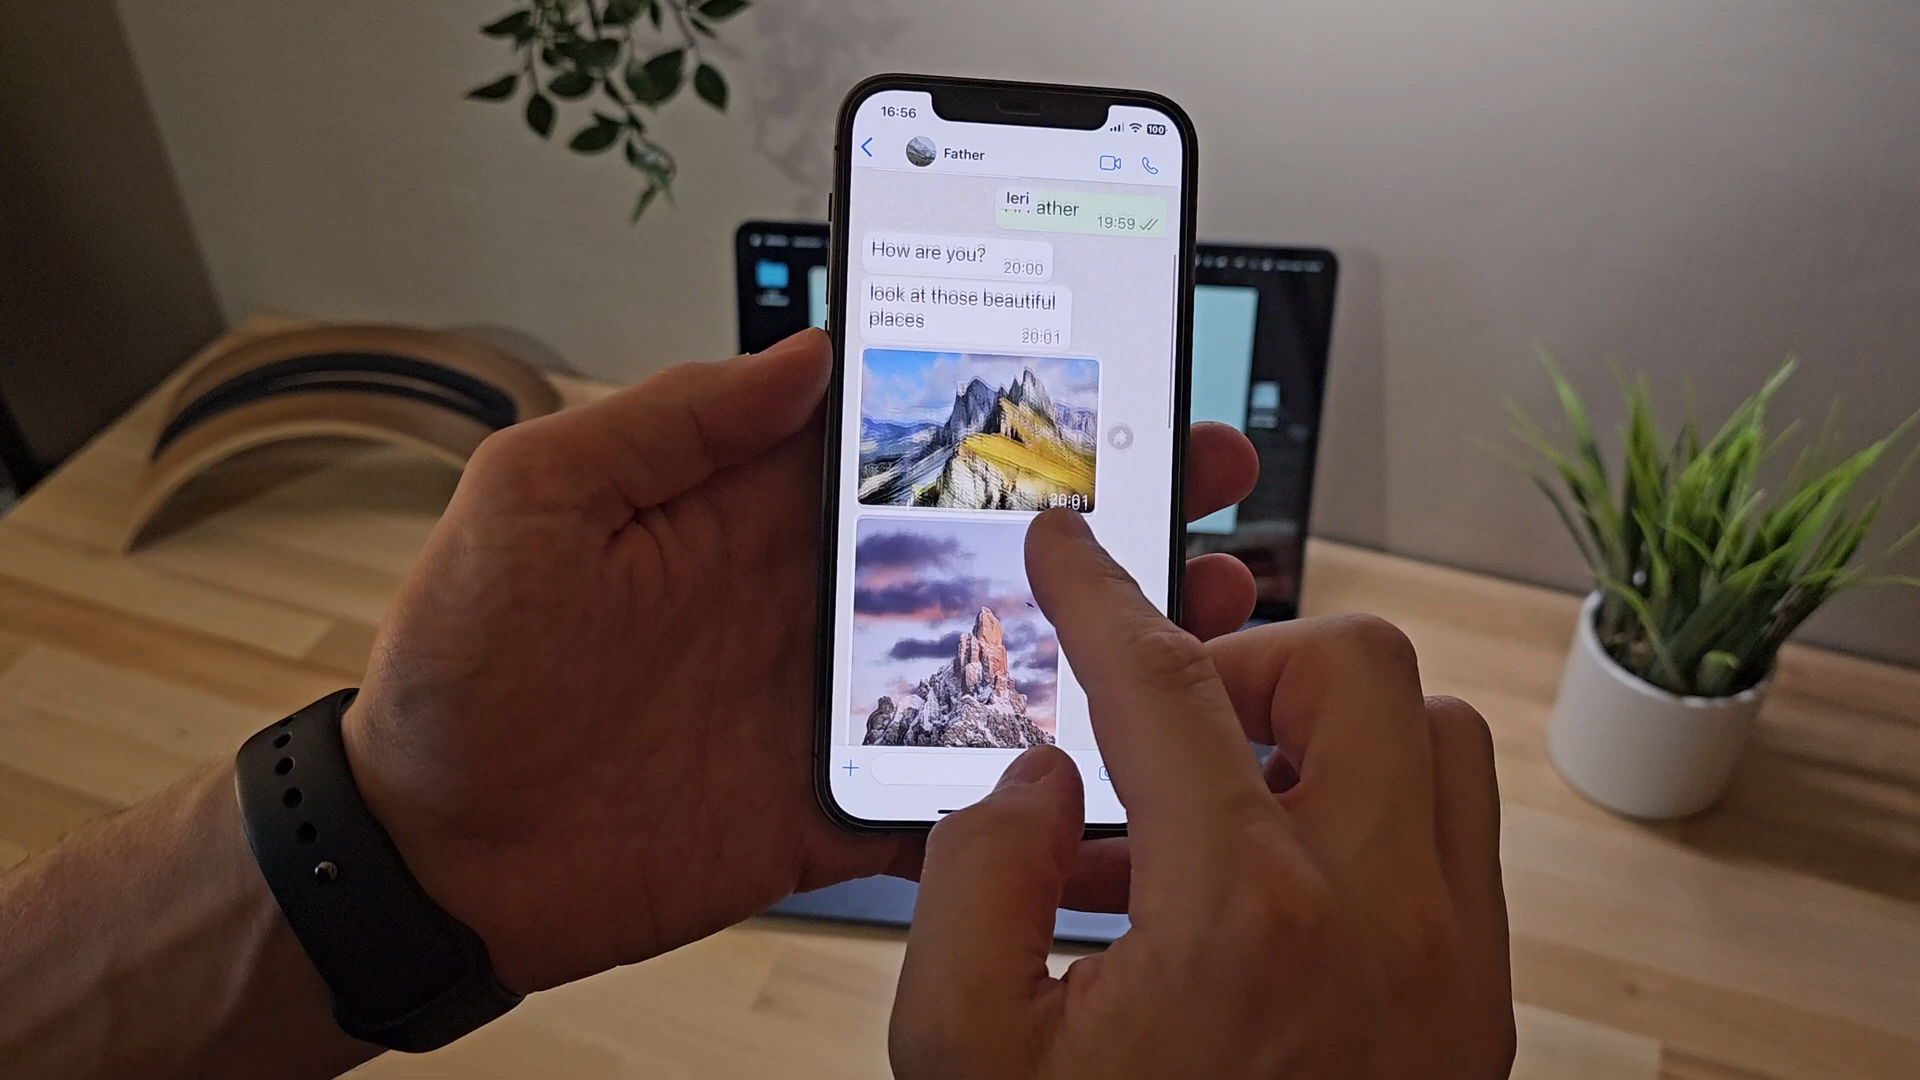 16:56
100
Father
Ieri
ather
19:59
How are you?
20:00
look at those beautiful
places
20:01
20:01